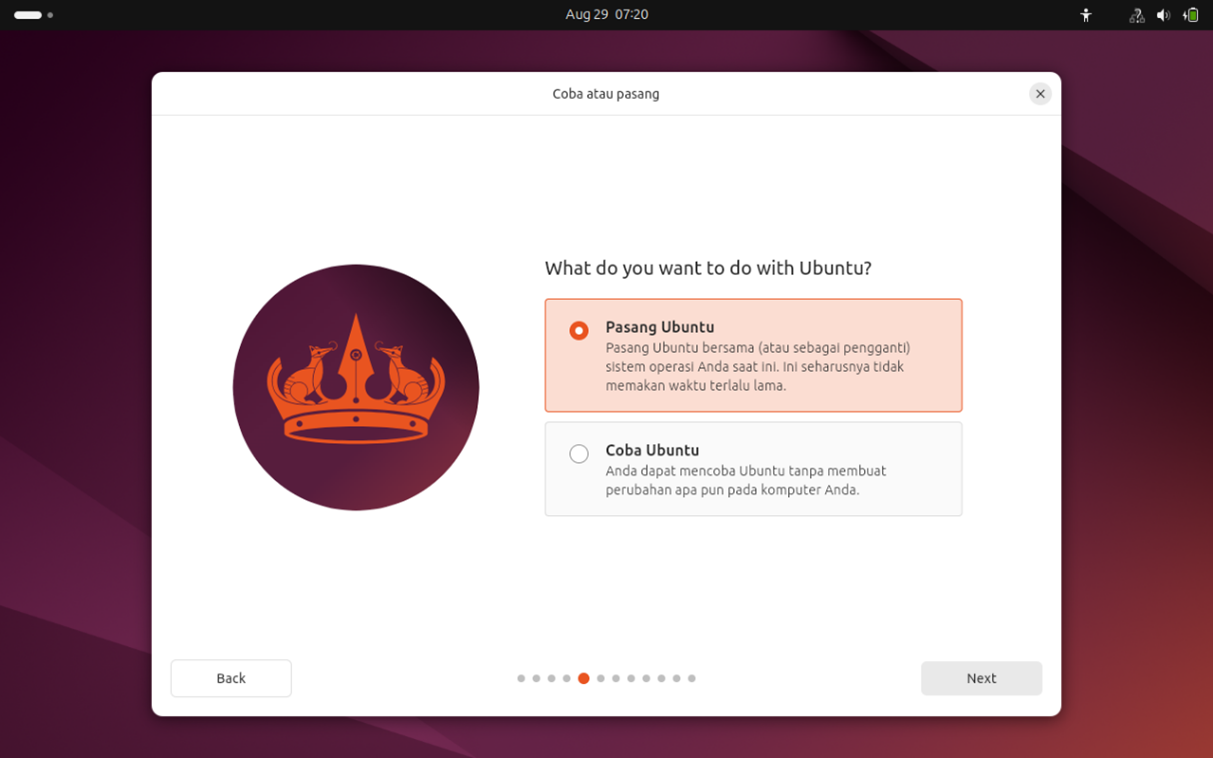 Aug 29 07:20
Coba atau pasang
What do you want to do with Ubuntu?
Pasang Ubuntu
Pasang Ubuntu bersama (atau sebagai pengganti)
sistem operasi Anda saat ini. Ini seharusnya tidak
memakan waktu terlalu lama.
Coba Ubuntu
Anda dapat mencoba Ubuntu tanpa membuat
perubahan apa pun pada komputer Anda.
Back
Next